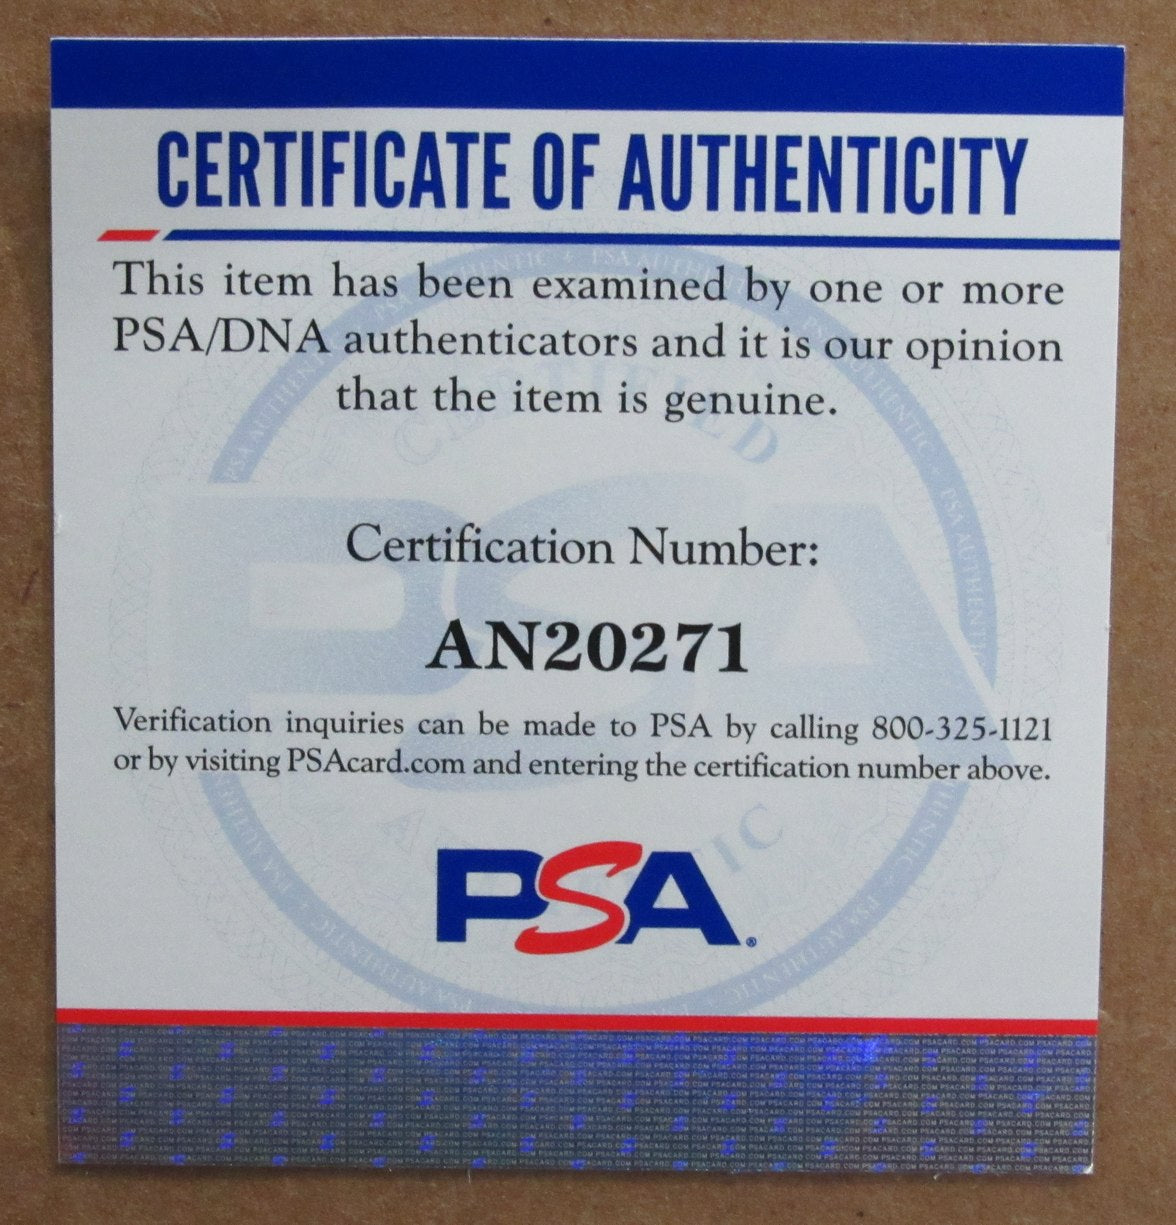 CERTIFICATE OF AUTHENTICITY
This item has been examined by one or more
PSA/DNA authenticators and it is our opinion
that the item is genuine.
Certification Number:
AN20271
Verification inquiries can be made to PSA by calling 800-325-1121
or by visiting PSAcard.com and entering the certification number above.
PSA®